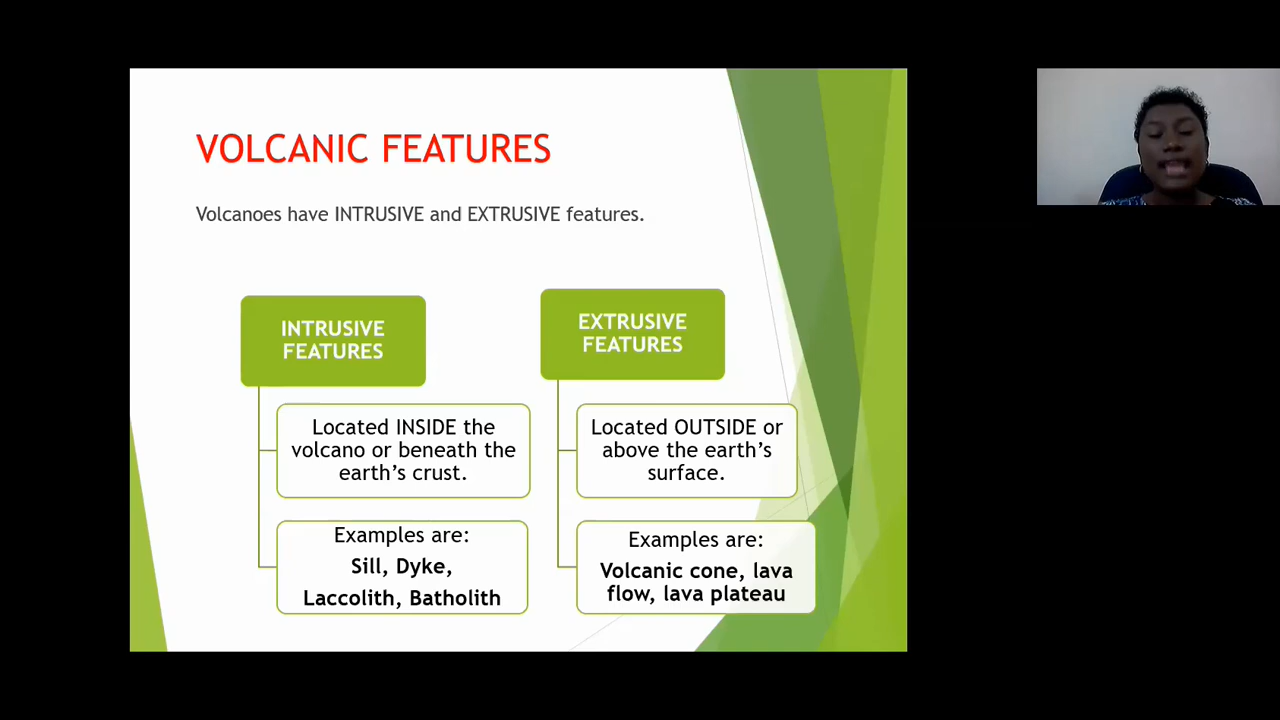 VOLCANIC FEATURES
Volcanoes have INTRUSIVE and EXTRUSIVE features.
INTRUSIVE
FEATURES
Located INSIDE the
volcano or beneath the
earth's crust.
Examples are:
Sill, Dyke,
Laccolith, Batholith
EXTRUSIVE
FEATURES
Located OUTSIDE or
above the earth's
surface.
Examples are:
Volcanic cone, lava
flow, lava plateau